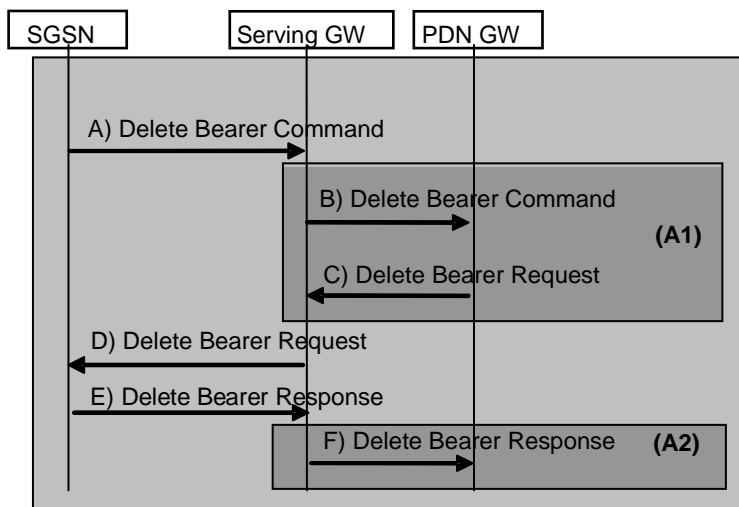 SGSN
Serving GW
PDN GW
A) Delete Bearer Command
B) Delete Bearer Command
(A1)
C) Delete Bearer Request
D) Delete Bearer Request
E) Delete Bearer Response
F) Delete Bearer Response
(A2)